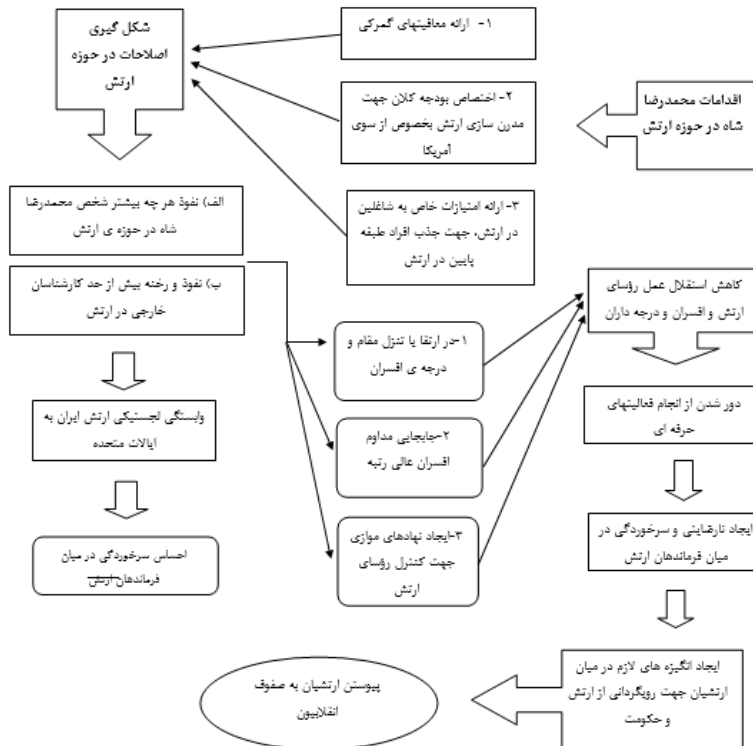 اقدامات محمدرضا
شاه در حوزه ارتش
۱- ارائه معافیتهای گمرکی
۲- اختصاص بودجه کلان جهت
مدرن سازی ارتش بخصوص از سوی
آمریکا
۳- ارائه امتیازات خاص به شاغلین
در ارتش، جهت جذب افراد طبقه
پایین در ارتش
شکل گیری
اصلاحات در حوزه
ارتش
الف) نفوذ هر چه بیشتر شخص محمدرضا
شاه در حوزه ی ارتش
ب) نفوذ و رخنه بیش از حد کارشناسان
خارجی در ارتش
وابستگی لجستیکی ارتش ایران به
ایالات متحده
احساس سرخوردگی در میان
فرماندهان ارتش
۱-در ارتقا یا تنزل مقام و
درجه ی افسران
۲-جابجایی مداوم
افسران عالی رتبه
۳-ایجاد نهادهای موازی
جهت کنترل رؤسای
ارتش
کاهش استقلال عمل رؤسای
ارتش و افسران و درجه داران
دور شدن از انجام فعالیتهای
حرفه ای
ایجاد نارضایتی و سرخوردگی در
میان فرماندهان ارتش
ایجاد انگیزه های لازم در میان
ارتشیان جهت رویگردانی از ارتش
و حکومت
پیوستن ارتشیان به صفوف
انقلابیون